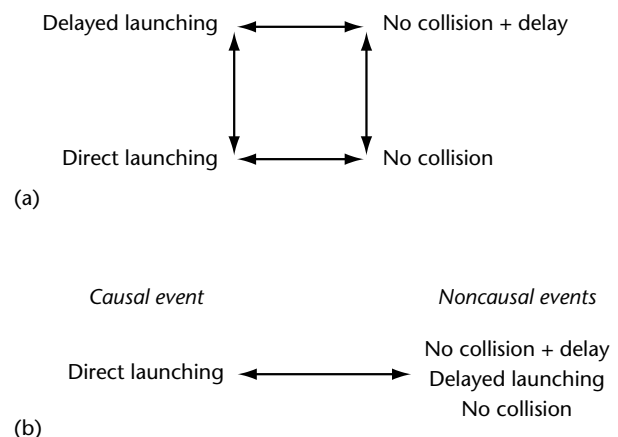 Delayed launching No collision + delay
Direct launching No collision
(a)
Causal event Noncausal events
No collision + delay
Direct launching Delayed launching
No collision
(b)